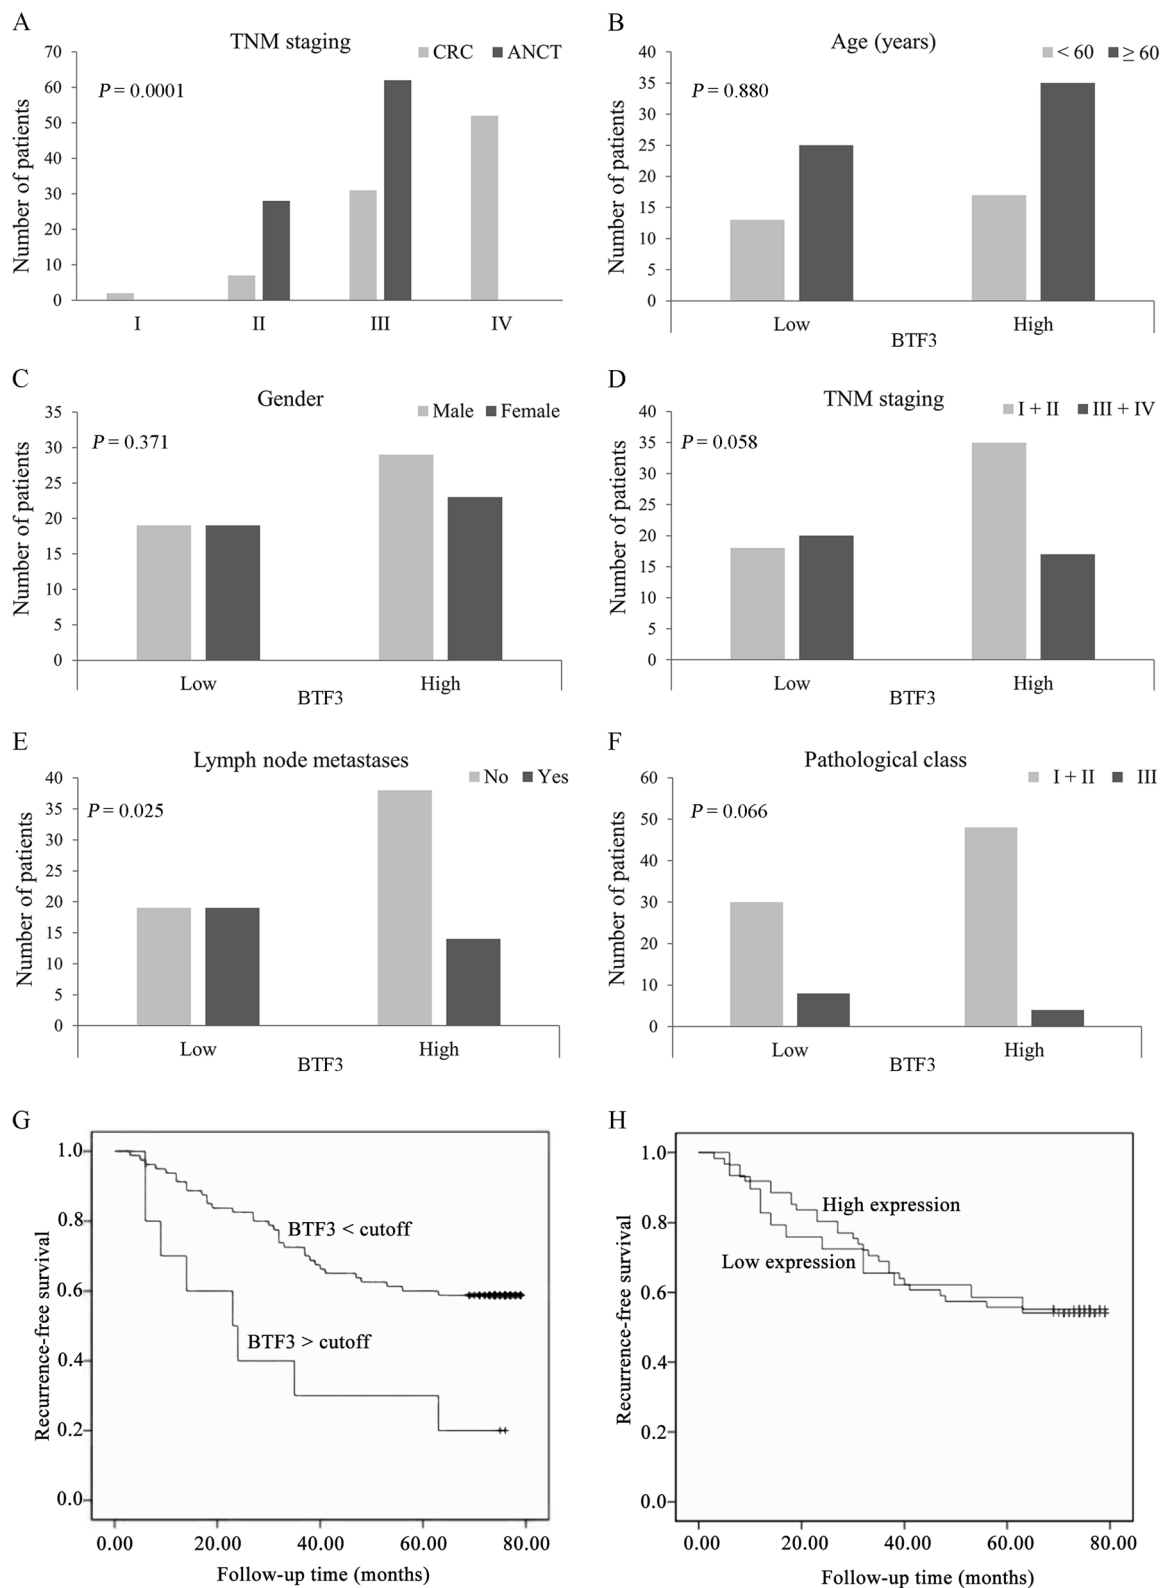 A
TNM staging
CRC ANCT
P = 0.0001
Number of patients
70
60
50
40
30
20
10
0
I II III IV
B
Age (years)
< 60 ≥ 60
P = 0.880
Number of patients
40
35
30
25
20
15
10
5
0
Low High
BTF3
C
Gender
Male Female
P = 0.371
Number of patients
35
30
25
20
15
10
5
0
Low High
BTF3
D
TNM staging
I + II III + IV
P = 0.058
Number of patients
40
35
30
25
20
15
10
5
0
Low High
BTF3
E
Lymph node metastases
No Yes
P = 0.025
Number of patients
40
35
30
25
20
15
10
5
0
Low High
BTF3
F
Pathological class
I + II III
P = 0.066
Number of patients
60
50
40
30
20
10
0
Low High
BTF3
G
Recurrence-free survival
1.0
0.8
0.6
0.4
0.2
0.0
BTF3 < cutoff
BTF3 > cutoff
0.00 20.00 40.00 60.00 80.00
Follow-up time (months)
H
Recurrence-free survival
1.0
0.8
0.6
0.4
0.2
0.0
High expression
Low expression
0.00 20.00 40.00 60.00 80.00
Follow-up time (months)